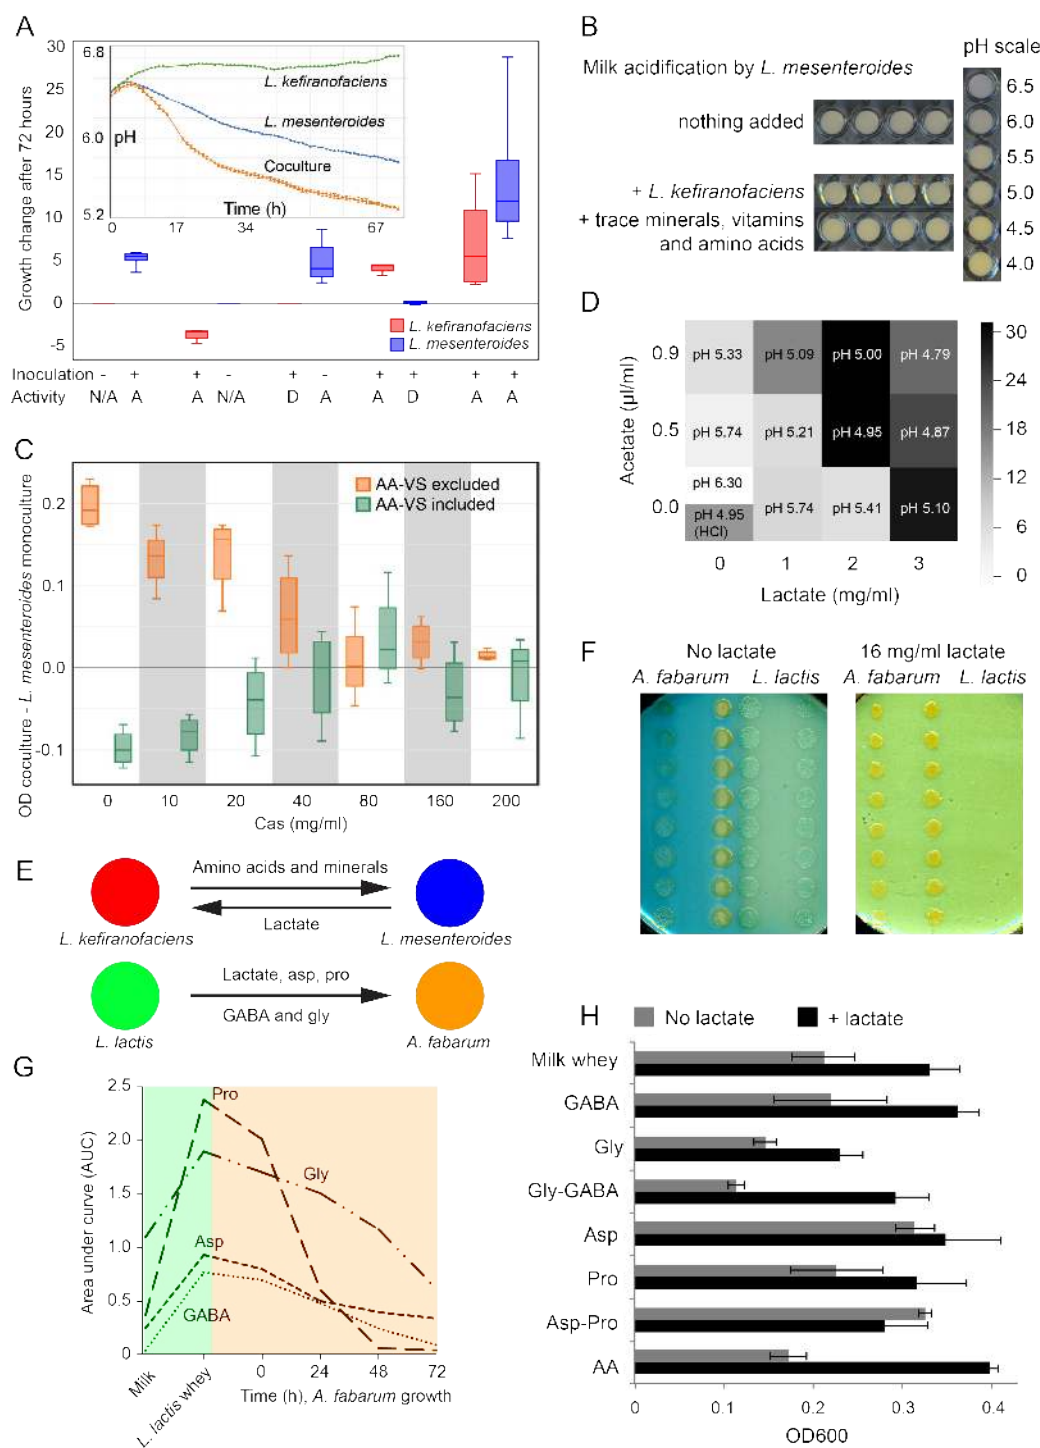 A
30
25
20
15
10
5
0
-5
Growth change after 72 hours
6.8
6.0
5.2
pH
L. kefiranofaciens
L. mesenteroides
Coculture
Time (h)
0 17 34 67
L. kefiranofaciens
L. mesenteroides
Inoculation - + + - + - + + + +
Activity N/A A A N/A D A A D A A
B
pH scale
Milk acidification by L. mesenteroides
nothing added
+ L. kefiranofaciens
+ trace minerals, vitamins
and amino acids
6.5
6.0
5.5
5.0
4.5
4.0
C
OD coculture - L. mesenteroides monoculture
0.2
0.1
0.0
-0.1
AA-VS excluded
AA-VS included
0 10 20 40 80 160 200
Cas (mg/ml)
D
Acetate (µl/ml)
0.9
0.5
0.0
pH 5.33 pH 5.09 pH 5.00 pH 4.79
pH 5.74 pH 5.21 pH 4.95 pH 4.87
pH 6.30
pH 4.95
(HCl)
pH 5.74 pH 5.41 pH 5.10
0 1 2 3
Lactate (mg/ml)
30
24
18
12
6
0
E
Amino acids and minerals
Lactate
L. kefiranofaciens
L. mesenteroides
Lactate, asp, pro
GABA and gly
L. lactis
A. fabarum
F
No lactate
16 mg/ml lactate
A. fabarum L. lactis
A. fabarum L. lactis
G
Area under curve (AUC)
2.5
2.0
1.5
1.0
0.5
0
Pro
Gly
Asp
GABA
Milk
L. lactis whey
0 24 48 72
Time (h), A. fabarum growth
H
No lactate
+ lactate
Milk whey
GABA
Gly
Gly-GABA
Asp
Pro
Asp-Pro
AA
0 0.1 0.2 0.3 0.4
OD600